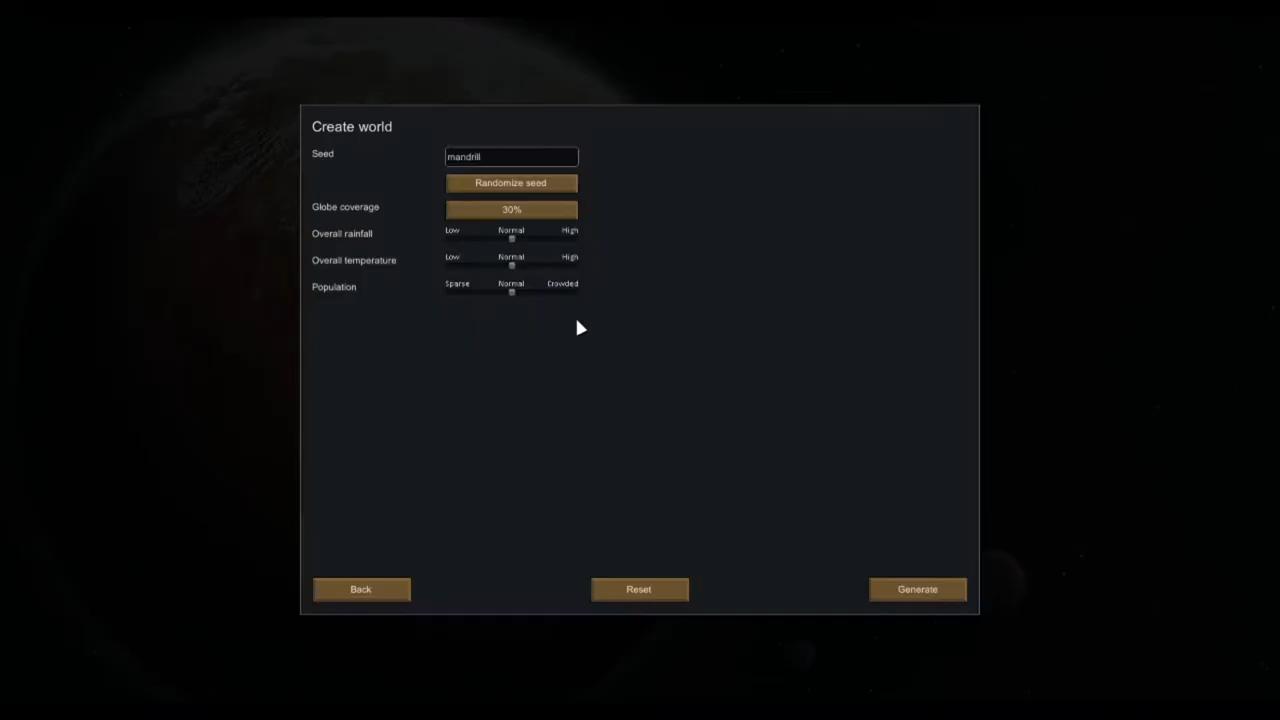 Create world
Seed
mandrill
Randomize seed
Globe coverage
30%
Overall rainfall
Low Normal High
Overall temperature
Low Normal High
Population
Sparse Normal Crowded
Back Reset Generate